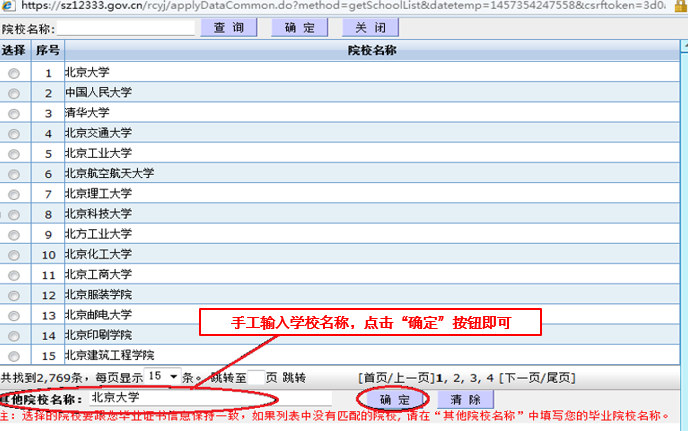 https://sz12333.gov.cn/rcyj/applyDataCommon.do?method=getSchoolList&datetemp=1457354247558&csrftoken=3d0
院校名称: 查 询 确 定 关 闭
选择 序号 院校名称
1 北京大学
2 中国人民大学
3 清华大学
4 北京交通大学
5 北京工业大学
6 北京航空航天大学
7 北京理工大学
8 北京科技大学
9 北方工业大学
10 北京化工大学
11 北京工商大学
12 北京服装学院
13 北京邮电大学
手工输入学校名称，点击“确定”按钮即可
14 北京印刷学院
15 北京建筑工程学院
共找到2,769条，每页显示 15 条。 跳转至 页 跳转 [首页/上一页]1, 2, 3, 4 [下一页/尾页]
其他院校名称: 北京大学 确 定 清 除
注: 选择的院校要跟您毕业证书信息保持一致，如果列表中没有匹配的院校, 请在“其他院校名称”中填写您的毕业院校名称。